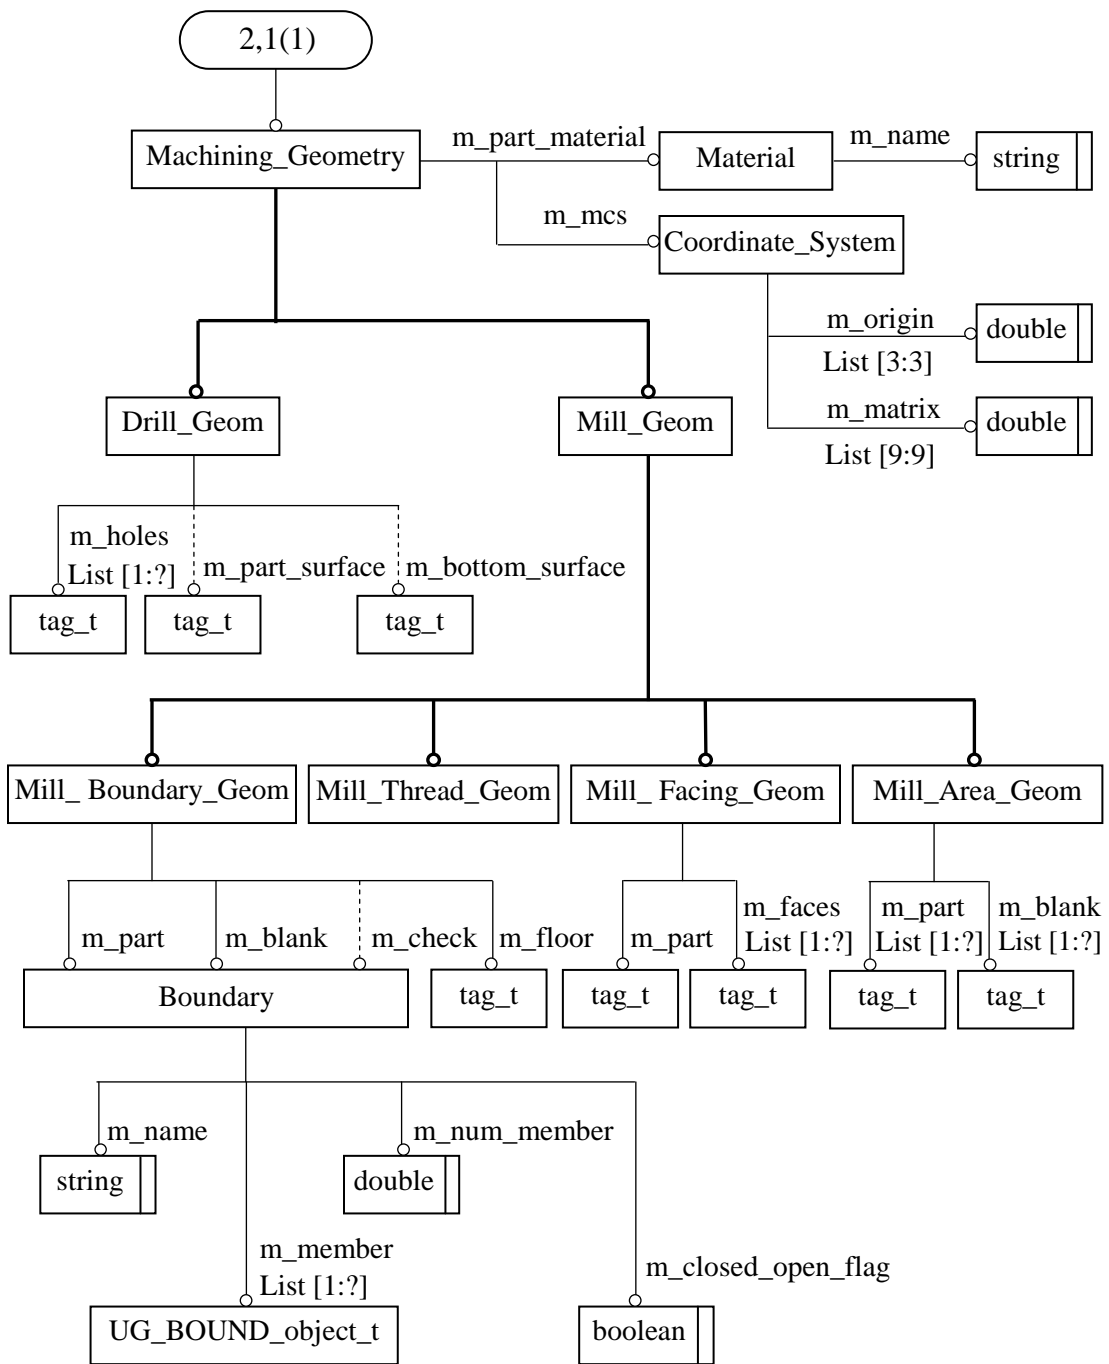 2,1(1)
Machining_Geometry
m_part_material
Material
m_name
string
m_mcs
Coordinate_System
m_origin
List [3:3]
double
m_matrix
List [9:9]
double
Drill_Geom
Mill_Geom
m_holes
List [1:?]
m_part_surface
m_bottom_surface
tag_t
tag_t
tag_t
Mill_ Boundary_Geom
Mill_Thread_Geom
Mill_ Facing_Geom
Mill_Area_Geom
m_part
m_blank
m_check
m_floor
m_part
m_faces
List [1:?]
m_part
List [1:?]
m_blank
List [1:?]
Boundary
tag_t
tag_t
tag_t
tag_t
tag_t
m_name
string
m_num_member
double
m_member
List [1:?]
UG_BOUND_object_t
m_closed_open_flag
boolean